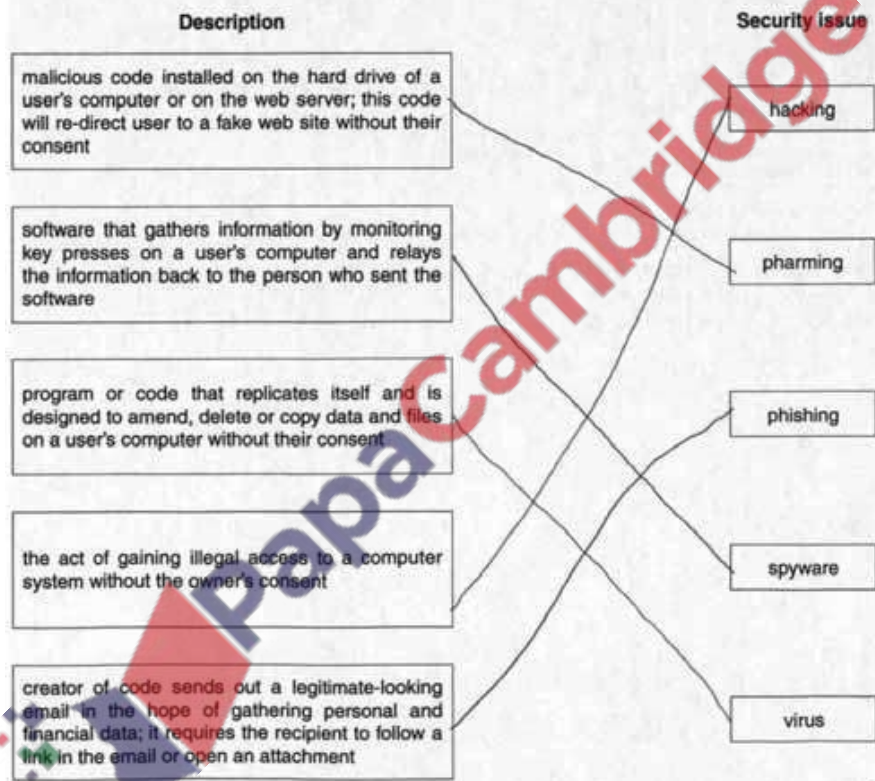 Description
Security issue
malicious code installed on the hard drive of a
user's computer or on the web server; this code
will re-direct user to a fake web site without their
consent
hacking
software that gathers information by monitoring
key presses on a user's computer and relays
the information back to the person who sent the
software
pharming
program or code that replicates itself and is
designed to amend, delete or copy data and files
on a user's computer without their consent
phishing
the act of gaining illegal access to a computer
system without the owner's consent
spyware
creator of code sends out a legitimate-looking
email in the hope of gathering personal and
financial data; it requires the recipient to follow a
link in the email or open an attachment
virus
PapaCambridge